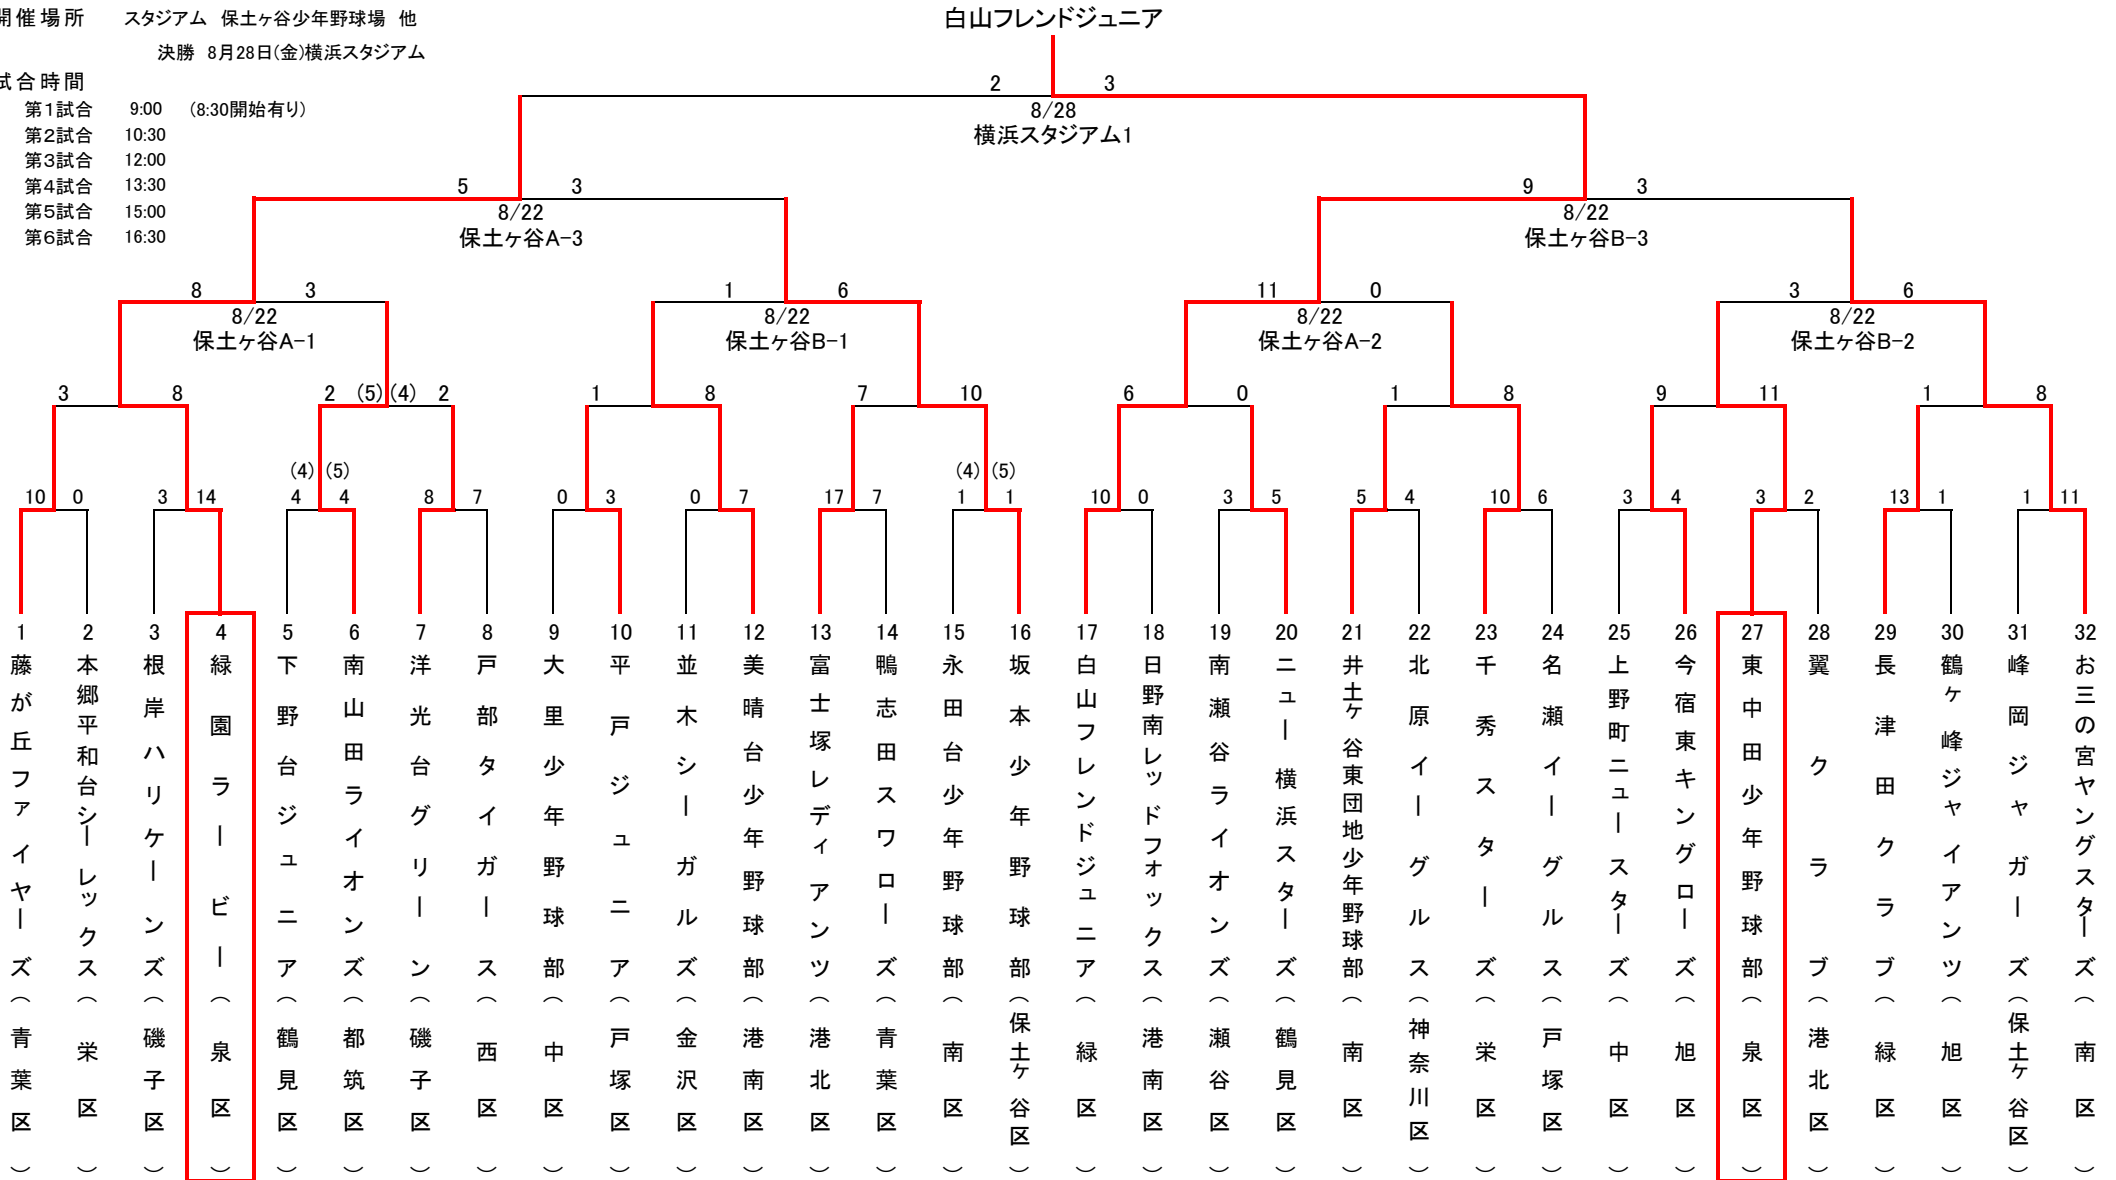 開催場所 スタジアム 保土ヶ谷少年野球場 他
決勝 8月28日(金)横浜スタジアム
試合時間
第1試合 9:00 (8:30開始有り)
第2試合 10:30
第3試合 12:00
第4試合 13:30
第5試合 15:00
第6試合 16:30
白山フレンドジュニア
2 3
8/28
横浜スタジアム1
5 3 9 3
8/22 8/22
保土ヶ谷A-3 保土ヶ谷B-3
8 3 1 6 11 0 3 6
8/22 8/22 8/22 8/22
保土ヶ谷A-1 保土ヶ谷B-1 保土ヶ谷A-2 保土ヶ谷B-2
3 8 2 (5) (4) 2 1 8 7 10 6 0 1 8 9 11 1 8
(4) (5) (4) (5)
10 0 3 14 4 4 8 7 0 3 0 7 17 7 1 1 10 0 3 5 5 4 10 6 3 4 3 2 13 1 1 11
1 藤が丘ファイヤーズ(青葉区)
2 本郷平和台シーレックス(栄区)
3 根岸ハリケーンズ(磯子区)
4 緑園ラービー(泉区)
5 下野台ジュニア(鶴見区)
6 南山田ライオンズ(都筑区)
7 洋光台グリーン(磯子区)
8 戸部タイガース(西区)
9 大里少年野球部(中区)
10 平戸ジュニア(戸塚区)
11 並木シーガルズ(金沢区)
12 美晴台少年野球部(港南区)
13 富士塚レディアンツ(港北区)
14 鴨志田スワローズ(青葉区)
15 永田台少年野球部(南区)
16 坂本少年野球部(保土ヶ谷区)
17 白山フレンドジュニア(緑区)
18 日野南レッドフォックス(港南区)
19 南瀬谷ライオンズ(瀬谷区)
20 ニュー横浜スターズ(鶴見区)
21 井土ケ谷東団地少年野球部(南区)
22 北原イーグルス(神奈川区)
23 千秀スターズ(栄区)
24 名瀬イーグルス(戸塚区)
25 上野町ニュースターズ(中区)
26 今宿東キングローズ(旭区)
27 東中田少年野球部(泉区)
28 翼クラブ(港北区)
29 長津田クラブ(緑区)
30 鶴ヶ峰ジャイアンツ(旭区)
31 峰岡ジャガーズ(保土ヶ谷区)
32 お三の宮ヤングスターズ(南区)